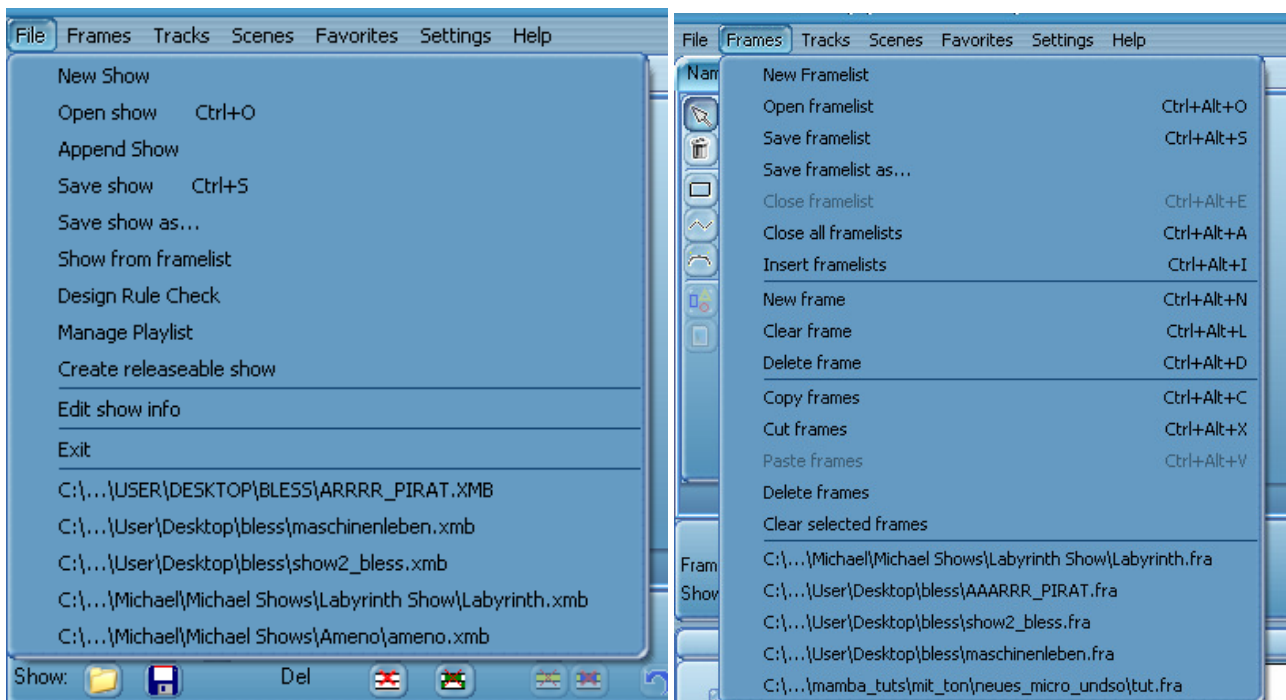 File Frames Tracks Scenes Favorites Settings Help
New Show
Open show Ctrl+O
Append Show
Save show Ctrl+S
Save show as...
Show from framelist
Design Rule Check
Manage Playlist
Create releaseable show
Edit show info
Exit
C:\...\USER\DESKTOP\BLESS\ARRRR_PIRAT.XMB
C:\...\User\Desktop\bless\maschinenleben.xmb
C:\...\User\Desktop\bless\show2_bless.xmb
C:\...\Michael\Michael Shows\Labyrinth Show\Labyrinth.xmb
C:\...\Michael\Michael Shows\Ameno\ameno.xmb
Show: Del
File Frames Tracks Scenes Favorites Settings Help
Nam
New Framelist
Open framelist Ctrl+Alt+O
Save framelist Ctrl+Alt+S
Save framelist as...
Close framelist Ctrl+Alt+E
Close all framelists Ctrl+Alt+A
Insert framelists Ctrl+Alt+I
New frame Ctrl+Alt+N
Clear frame Ctrl+Alt+L
Delete frame Ctrl+Alt+D
Copy frames Ctrl+Alt+C
Cut frames Ctrl+Alt+X
Paste frames Ctrl+Alt+V
Delete frames
Clear selected frames
C:\...\Michael\Michael Shows\Labyrinth Show\Labyrinth.fra
C:\...\User\Desktop\bless\AAARRR_PIRAT.fra
C:\...\User\Desktop\bless\show2_bless.fra
C:\...\User\Desktop\bless\maschinenleben.fra
C:\...\mamba_tuts\mit_ton\neues_micro_undso\tut.fra
Fram
Show